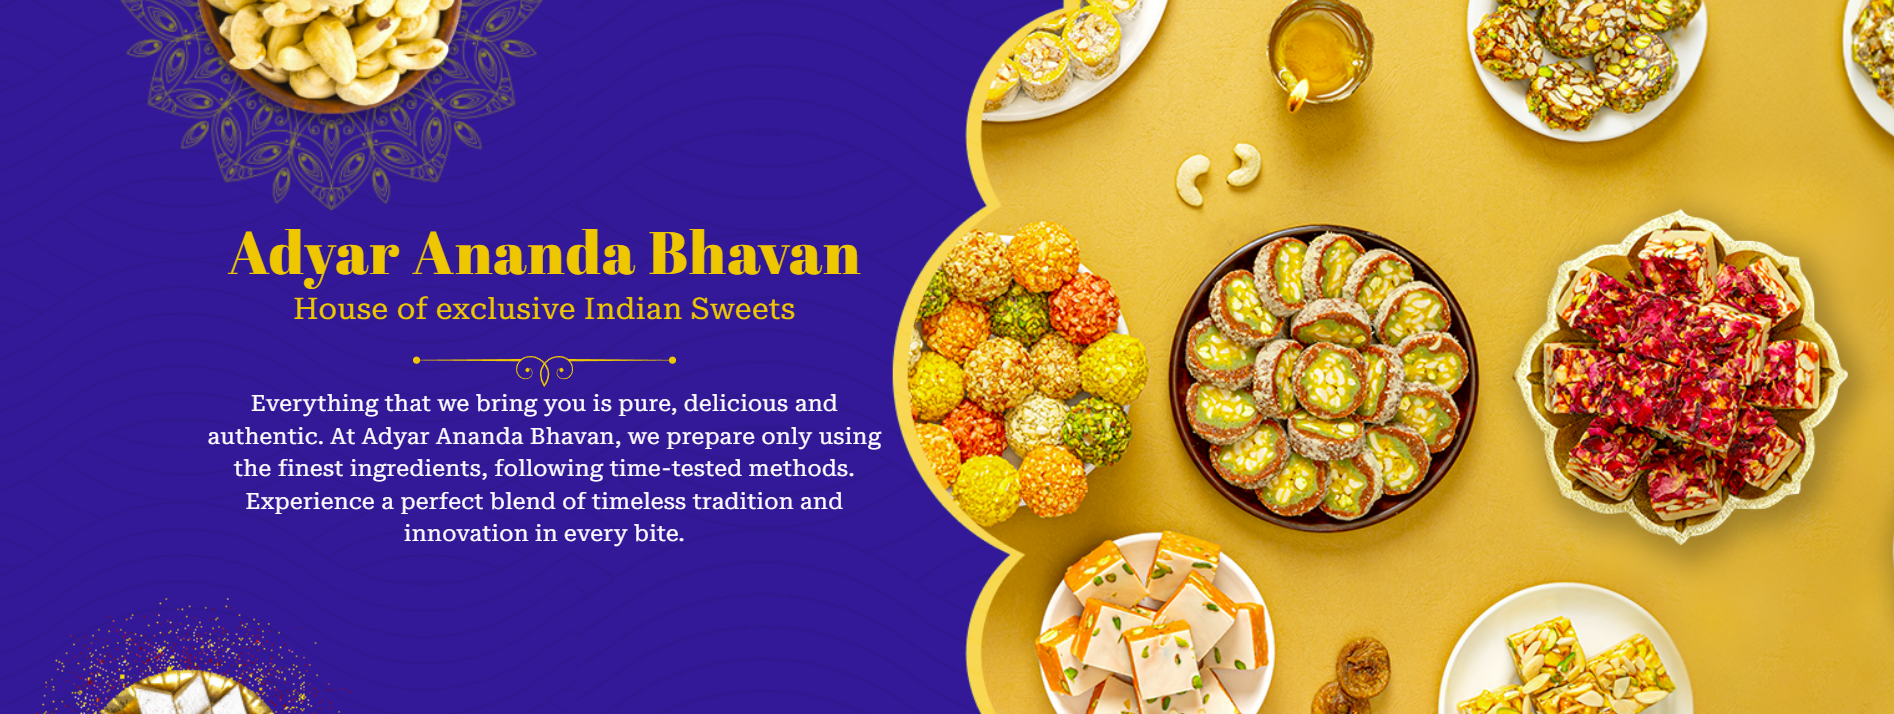 Adyar Ananda Bhavan
House of exclusive Indian Sweets
Everything that we bring you is pure, delicious and
authentic. At Adyar Ananda Bhavan, we prepare only using
the finest ingredients, following time-tested methods.
Experience a perfect blend of timeless tradition and
innovation in every bite.